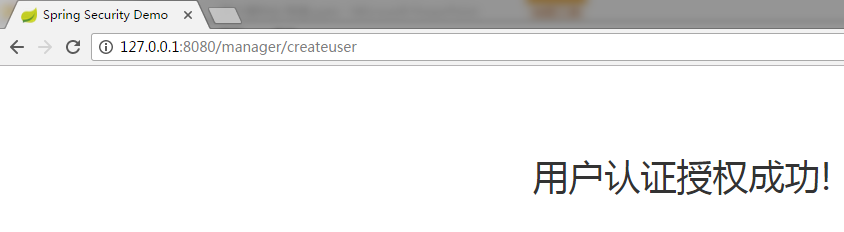 Spring Security Demo
127.0.0.1:8080/manager/createuser
用户认证授权成功!